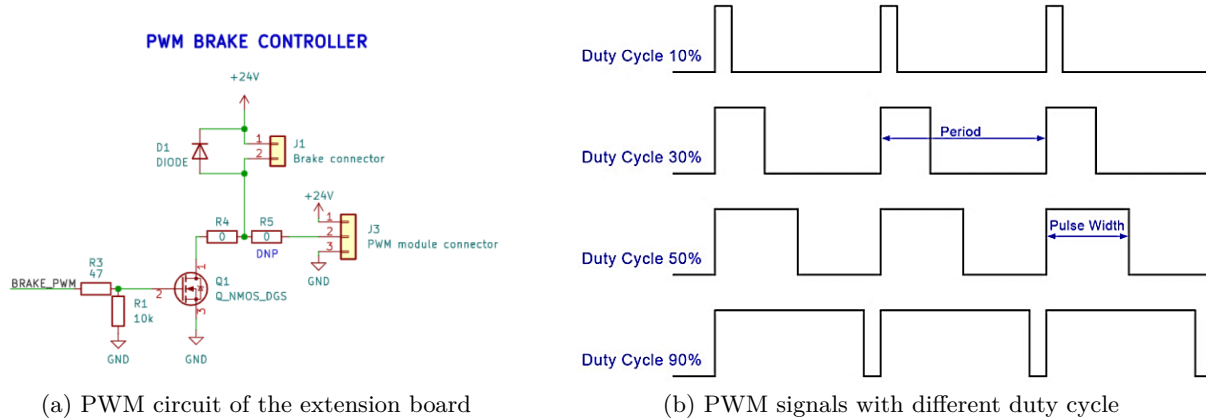 PWM BRAKE CONTROLLER
+24V
D1
DIODE
1
2
J1
Brake connector
+24V
R4
0
R5
0
DNP
1
2
3
J3
PWM module connector
GND
BRAKE_PWM
R3
47
R1
10k
GND
2
1
3
Q1
Q_NMOS_DGS
GND
(a) PWM circuit of the extension board
Duty Cycle 10%
Duty Cycle 30%
Period
Duty Cycle 50%
Pulse Width
Duty Cycle 90%
(b) PWM signals with different duty cycle